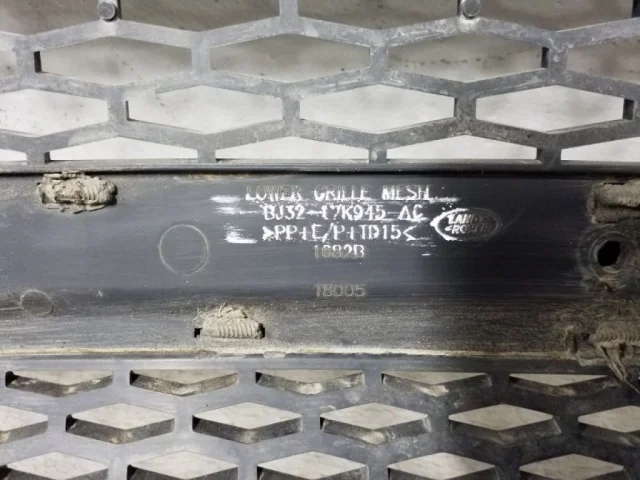 LOWER GRILLE MESH
BJ32-17K945 AC
>PP+E/P+TD15<
LAND
ROVER
1682B
18005